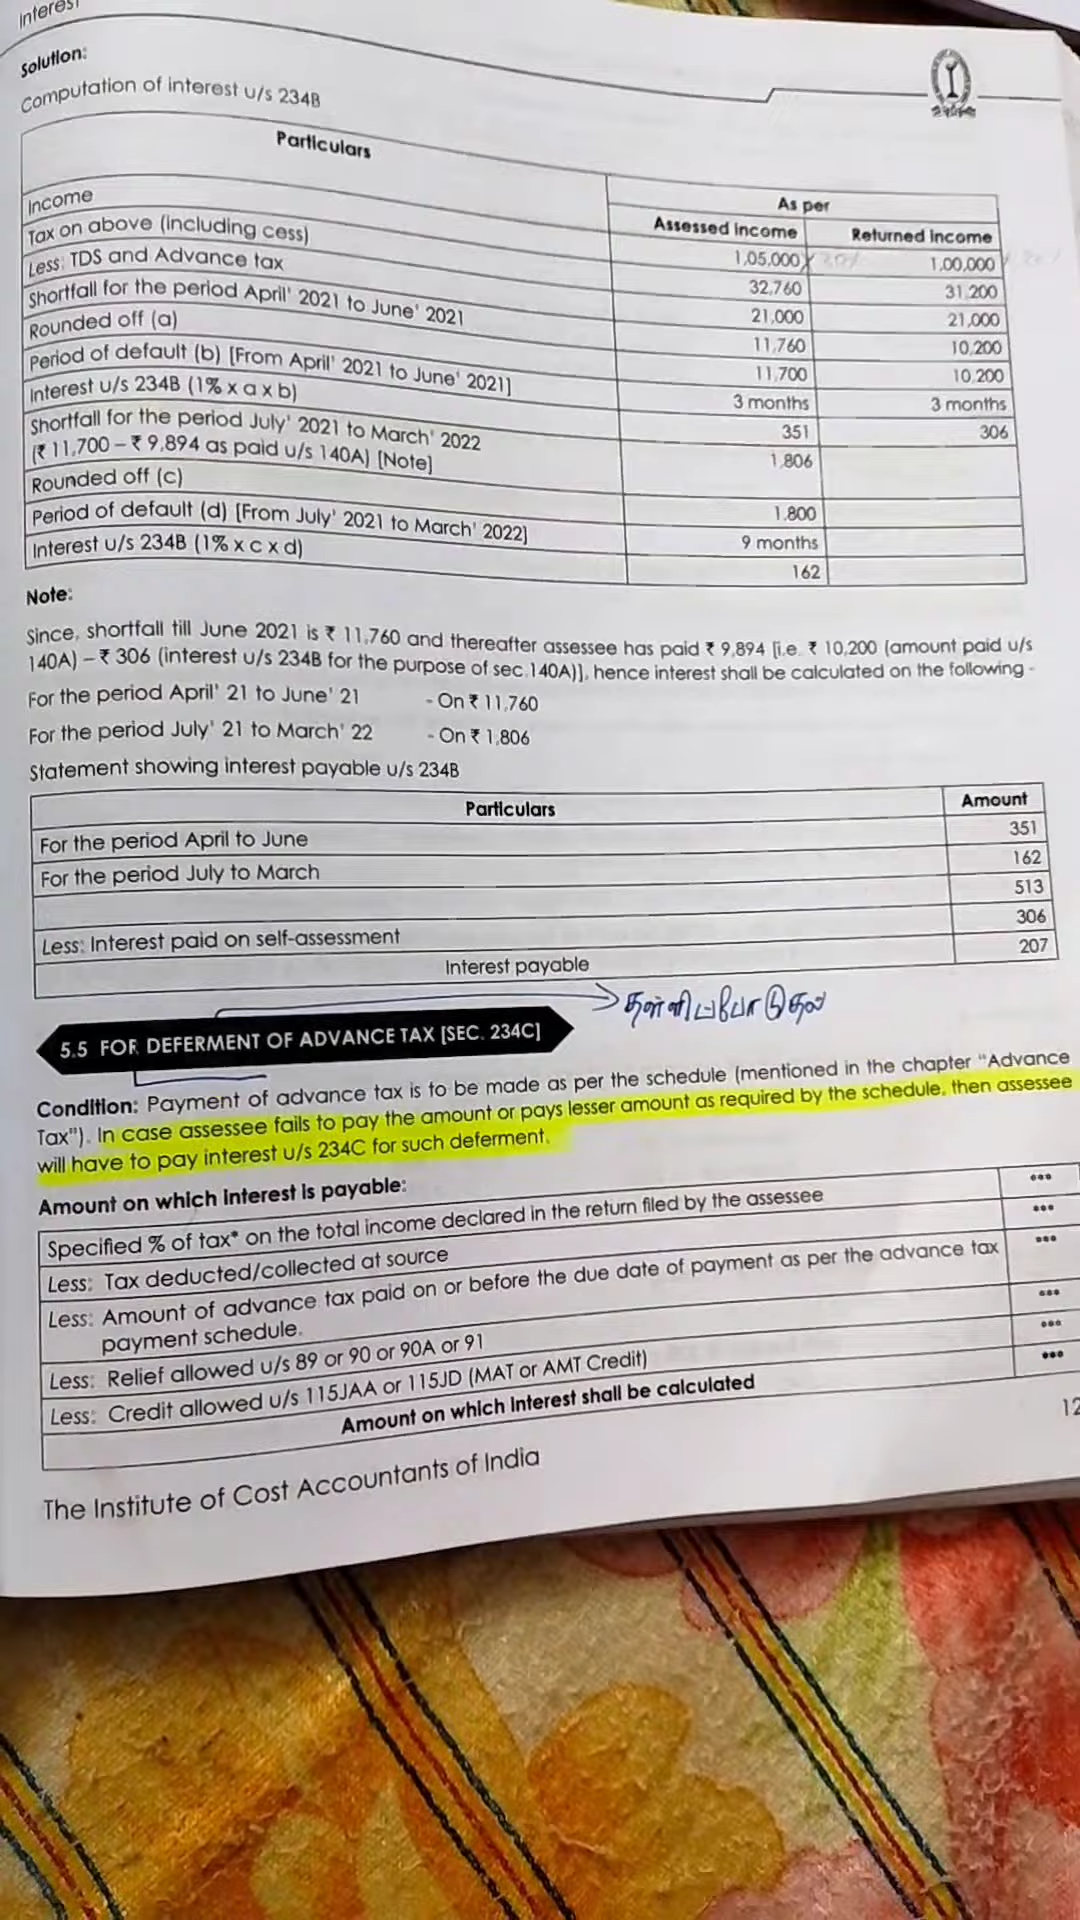 Interest
Solution:
Computation of interest u/s 234B
Particulars
As per
Assessed income Returned income
Income 1,05,000 1,00,000
Tax on above (including cess) 32,760 31,200
Less: TDS and Advance tax 21,000 21,000
Shortfall for the period April' 2021 to June' 2021 11,760 10,200
Rounded off (a) 11,700 10,200
Period of default (b) [From April' 2021 to June' 2021] 3 months 3 months
Interest u/s 234B (1% x a x b) 351 306
Shortfall for the period July' 2021 to March' 2022 1,806
(₹ 11,700 – ₹ 9,894 as paid u/s 140A) [Note]
Rounded off (c) 1,800
Period of default (d) [From July' 2021 to March' 2022] 9 months
Interest u/s 234B (1% x c x d) 162
Note:
Since, shortfall till June 2021 is ₹ 11,760 and thereafter assessee has paid ₹ 9,894 [i.e. ₹ 10,200 (amount paid u/s
140A) – ₹ 306 (interest u/s 234B for the purpose of sec.140A)], hence interest shall be calculated on the following -
For the period April' 21 to June' 21 - On ₹ 11,760
For the period July' 21 to March' 22 - On ₹ 1,806
Statement showing interest payable u/s 234B
Particulars Amount
For the period April to June 351
For the period July to March 162
513
Less: Interest paid on self-assessment 306
Interest payable 207
தள்ளிப்போடுதல்
5.5 FOR DEFERMENT OF ADVANCE TAX [SEC. 234C]
Condition: Payment of advance tax is to be made as per the schedule (mentioned in the chapter "Advance
Tax"). In case assessee fails to pay the amount or pays lesser amount as required by the schedule, then assessee
will have to pay interest u/s 234C for such deferment.
Amount on which interest is payable:
Specified % of tax* on the total income declared in the return filed by the assessee ***
Less: Tax deducted/collected at source ***
Less: Amount of advance tax paid on or before the due date of payment as per the advance tax ***
payment schedule.
Less: Relief allowed u/s 89 or 90 or 90A or 91 ***
Less: Credit allowed u/s 115JAA or 115JD (MAT or AMT Credit) ***
Amount on which interest shall be calculated ***
The Institute of Cost Accountants of India